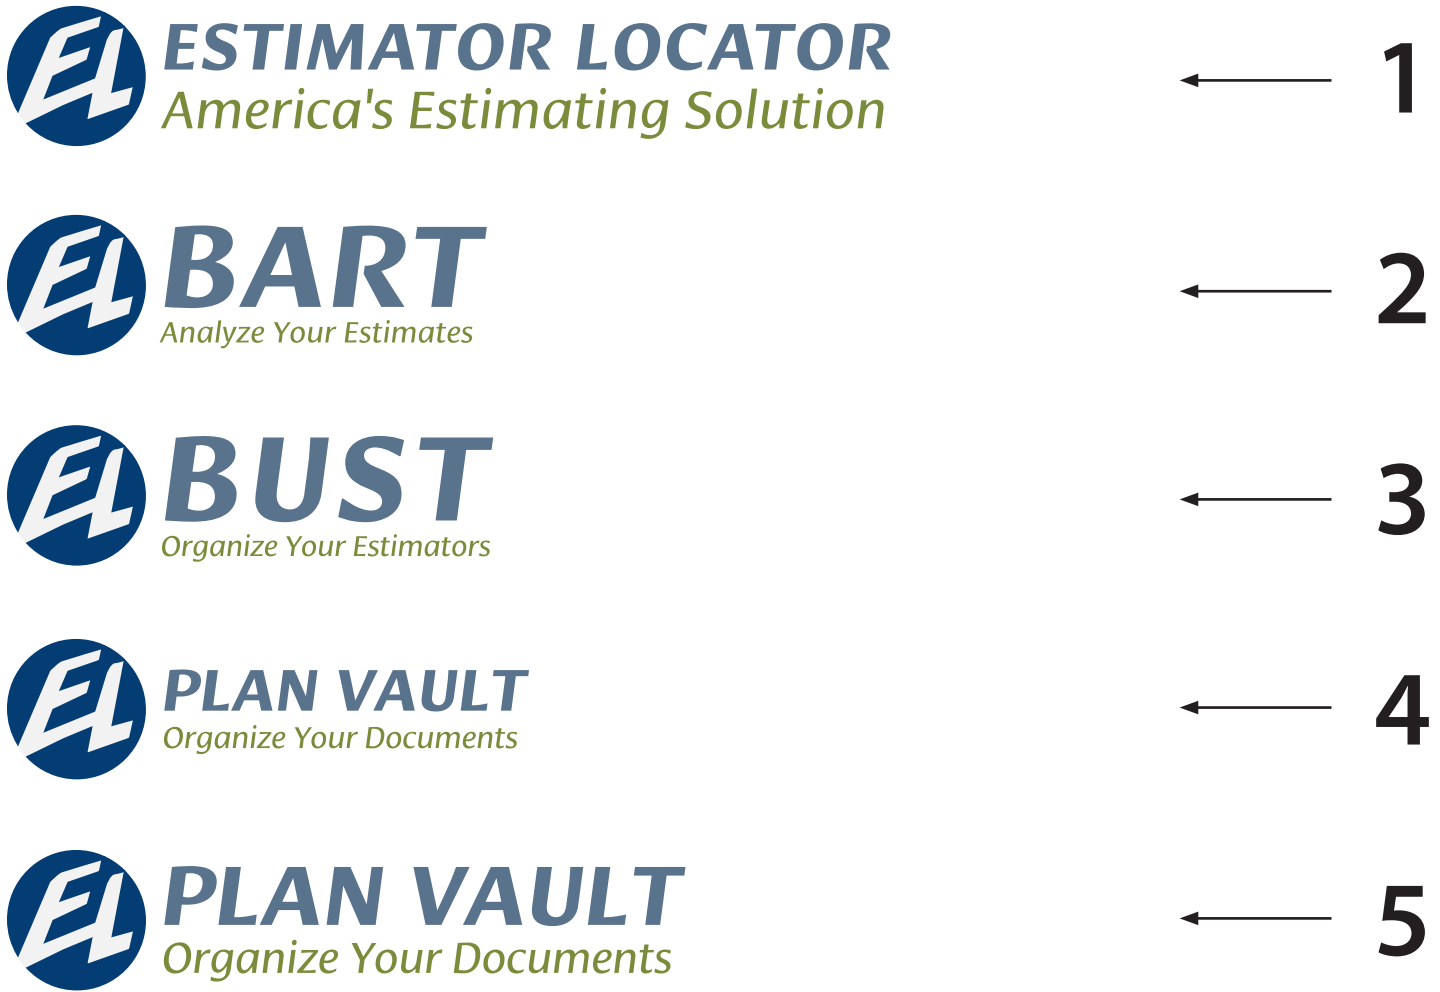 EL ESTIMATOR LOCATOR
America's Estimating Solution
1
EL BART
Analyze Your Estimates
2
EL BUST
Organize Your Estimators
3
EL PLAN VAULT
Organize Your Documents
4
EL PLAN VAULT
Organize Your Documents
5